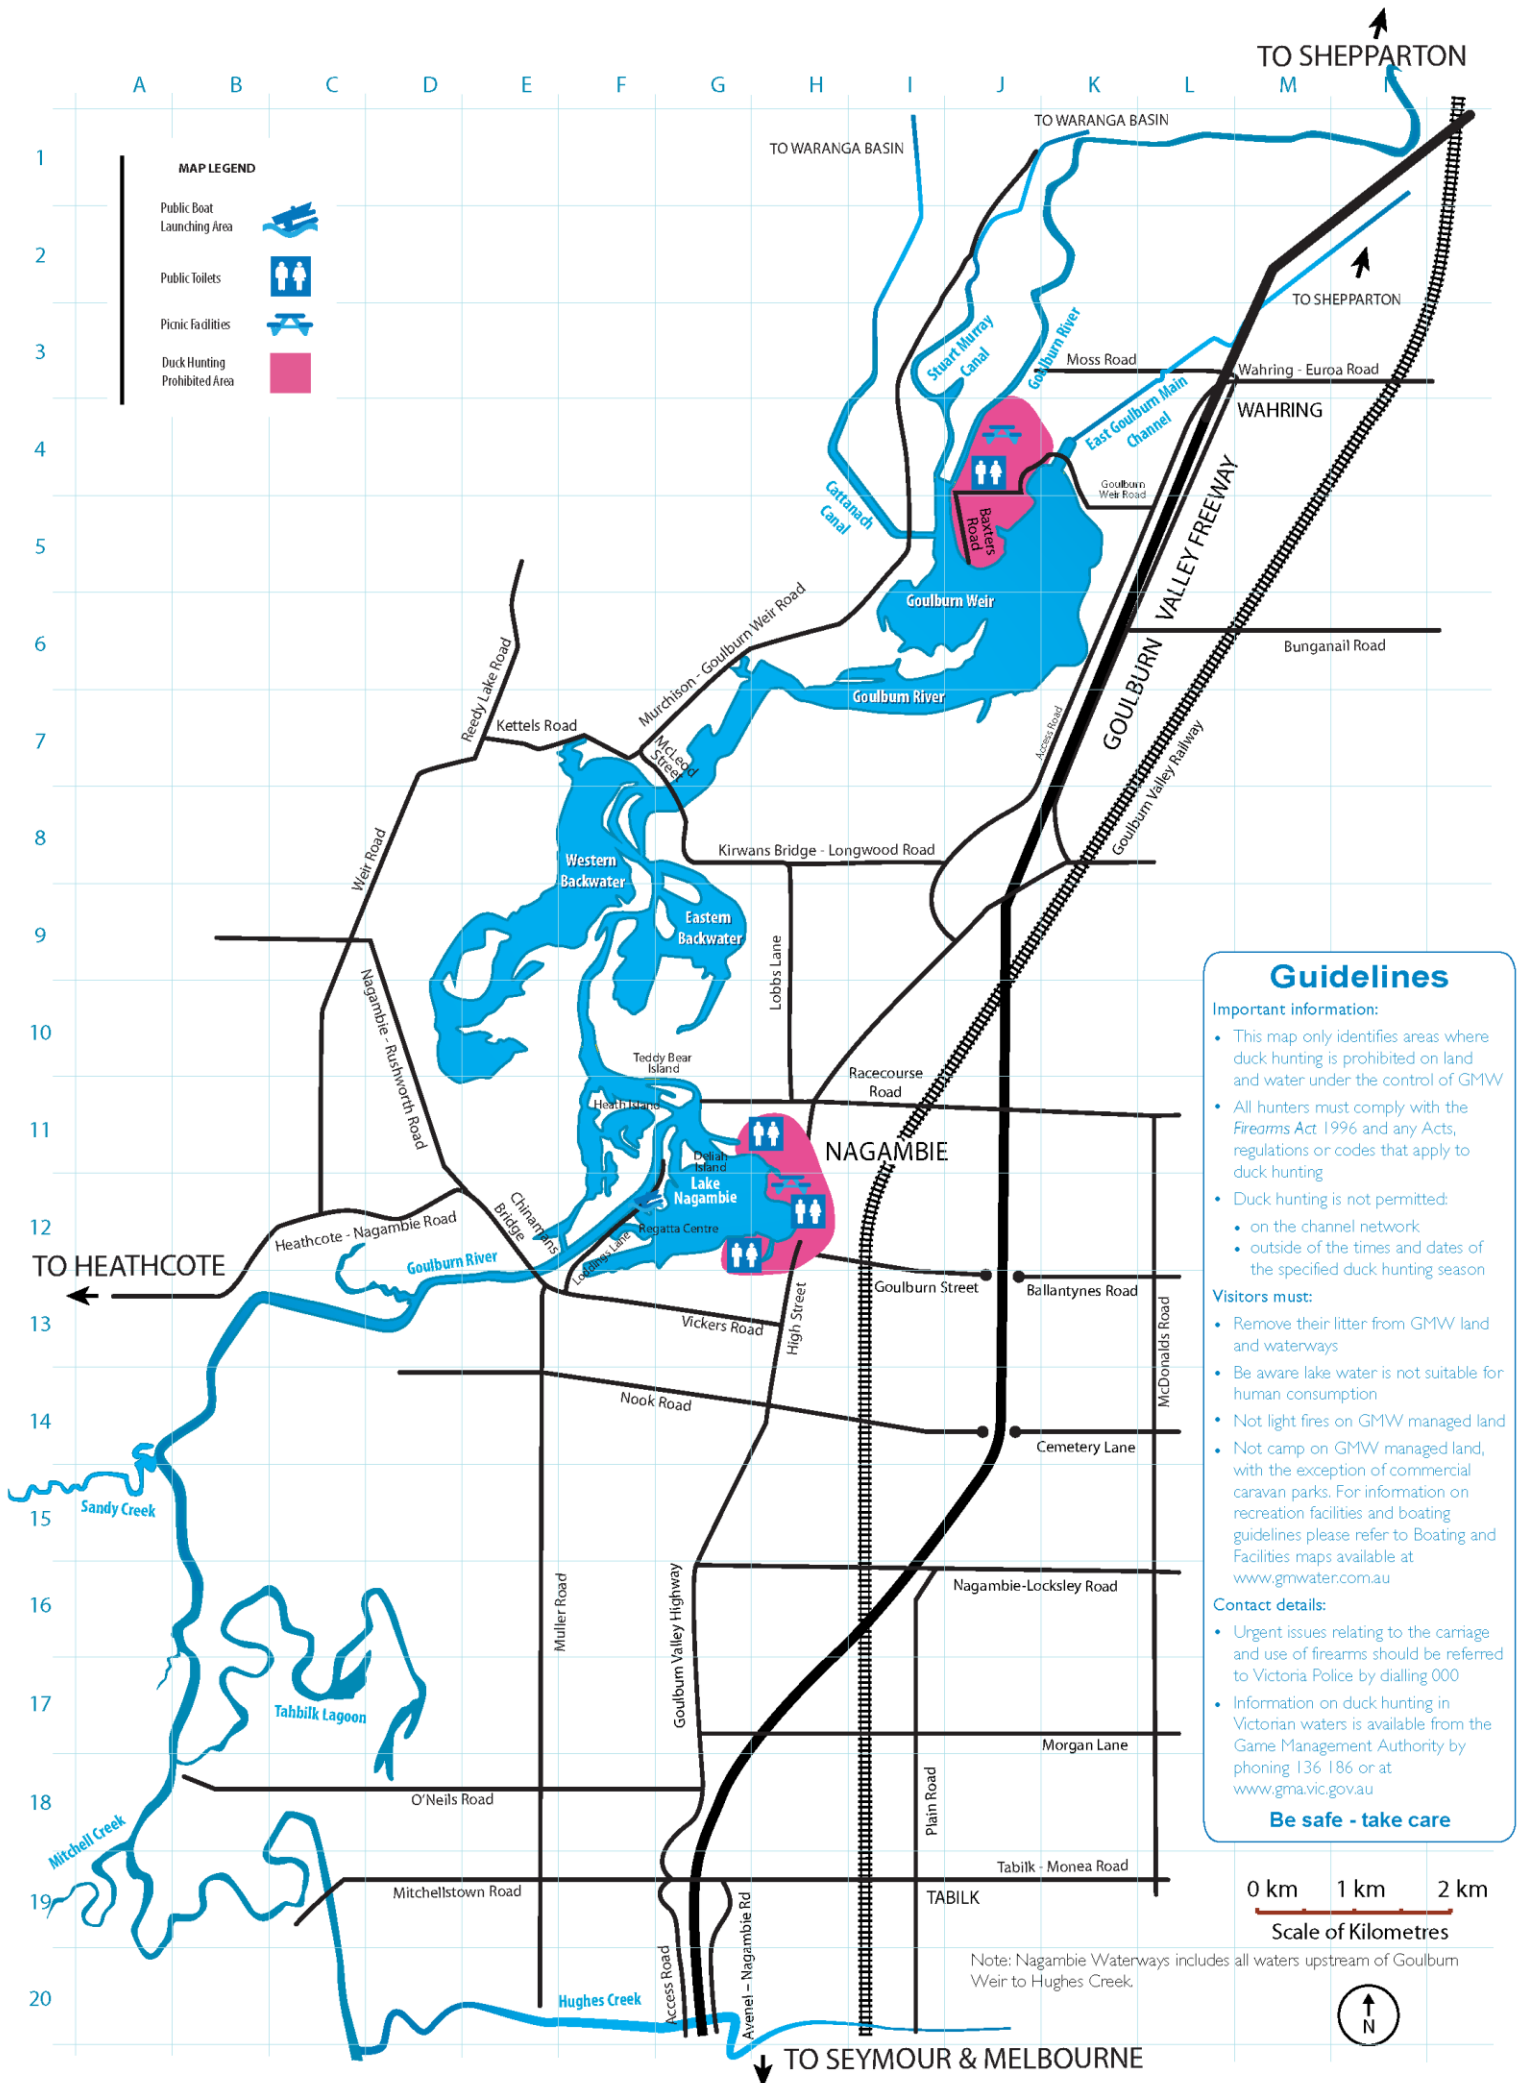 TO SHEPPARTON
A B C D E F G H I J K L M N
1
2
3
4
5
6
7
8
9
10
11
12
13
14
15
16
17
18
19
20
MAP LEGEND
Public Boat
Launching Area
Public Toilets
Picnic Facilities
Duck Hunting
Prohibited Area
TO WARANGA BASIN
TO WARANGA BASIN
TO SHEPPARTON
Stuart Murray
Canal
Goulburn River
Moss Road
Wahring - Euroa Road
WAHRING
East Goulburn Main
Channel
Goulburn
Weir Road
Cattanach
Canal
Baxters
Road
GOULBURN VALLEY FREEWAY
Goulburn Weir
Bunganail Road
Murchison - Goulburn Weir Road
Reedy Lake Road
Goulburn River
Kettels Road
McLeod
Street
Access Road
Goulburn Valley Railway
Weir Road
Kirwans Bridge - Longwood Road
Western
Backwater
Eastern
Backwater
Lobbs Lane
Nagambie - Rushworth Road
Teddy Bear
Island
Racecourse
Road
Heath Island
NAGAMBIE
Deliah
Island
Lake
Nagambie
Regatta Centre
Chinamans
Bridge
Loddings Lane
Heathcote - Nagambie Road
TO HEATHCOTE
Goulburn River
Goulburn Street
Ballantynes Road
Vickers Road
High Street
McDonalds Road
Nook Road
Cemetery Lane
Sandy Creek
Nagambie-Locksley Road
Muller Road
Goulburn Valley Highway
Tahbilk Lagoon
Morgan Lane
O'Neils Road
Plain Road
Mitchell Creek
Tabilk - Monea Road
Mitchellstown Road
TABILK
Access Road
Avenel – Nagambie Rd
Hughes Creek
TO SEYMOUR & MELBOURNE
Guidelines
Important information:
• This map only identifies areas where
duck hunting is prohibited on land
and water under the control of GMW
• All hunters must comply with the
Firearms Act 1996 and any Acts,
regulations or codes that apply to
duck hunting
• Duck hunting is not permitted:
• on the channel network
• outside of the times and dates of
the specified duck hunting season
Visitors must:
• Remove their litter from GMW land
and waterways
• Be aware lake water is not suitable for
human consumption
• Not light fires on GMW managed land
• Not camp on GMW managed land,
with the exception of commercial
caravan parks. For information on
recreation facilities and boating
guidelines please refer to Boating and
Facilities maps available at
www.gmwater.com.au
Contact details:
• Urgent issues relating to the carriage
and use of firearms should be referred
to Victoria Police by dialling 000
• Information on duck hunting in
Victorian waters is available from the
Game Management Authority by
phoning 136 186 or at
www.gma.vic.gov.au
Be safe - take care
0 km 1 km 2 km
Scale of Kilometres
Note: Nagambie Waterways includes all waters upstream of Goulburn
Weir to Hughes Creek.
N